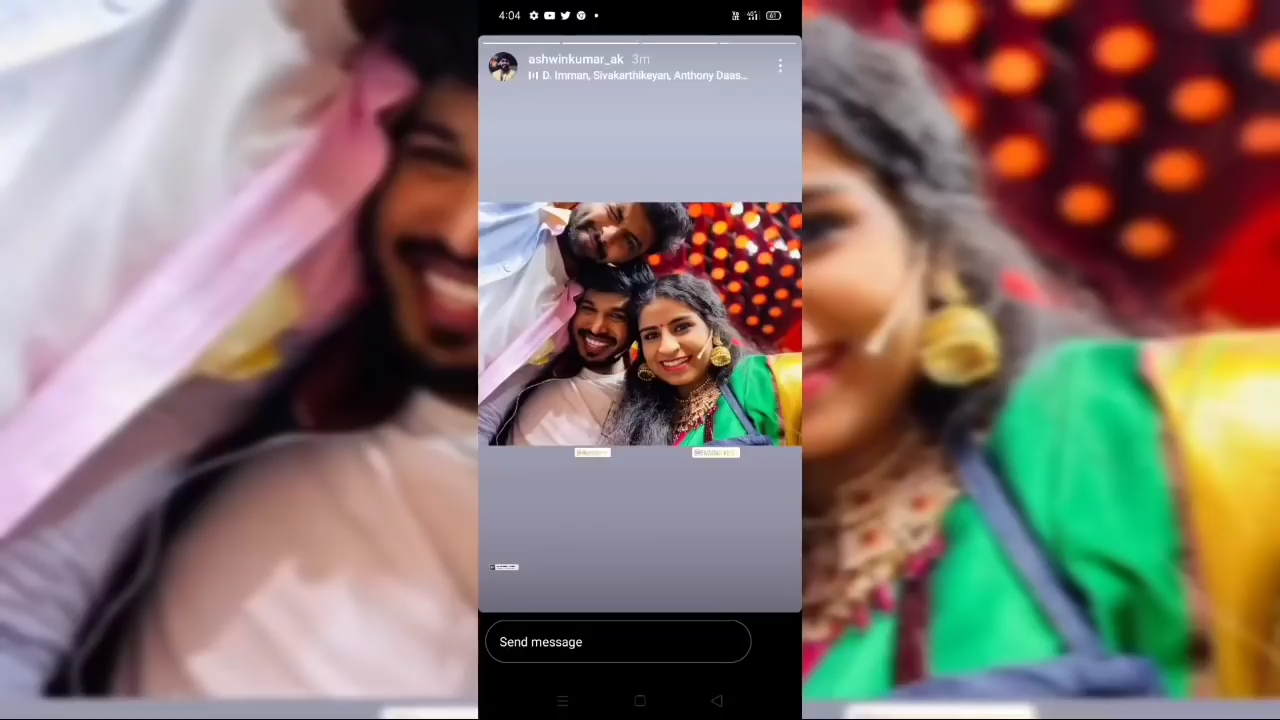 4:04
ashwinkumar_ak 3m
D. Imman, Sivakarthikeyan, Anthony Daas...
Send message